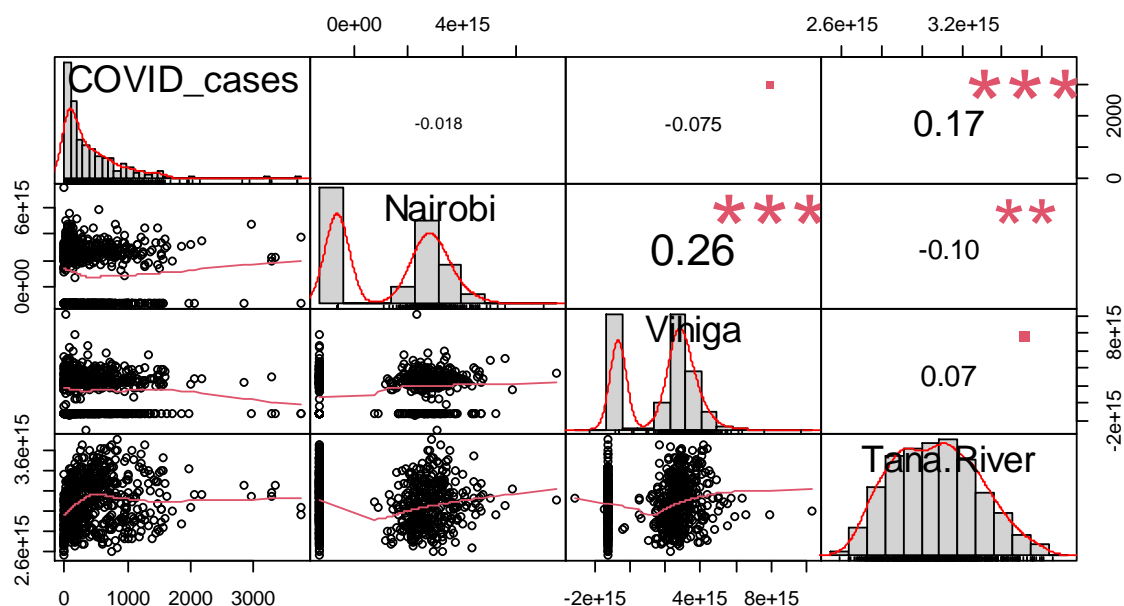 0e+00 4e+15 2.6e+15 3.2e+15
COVID_cases -0.018 -0.075 0.17 ***
0 2000
0e+00 6e+15
Nairobi 0.26 *** -0.10 **
Vihiga 0.07
-2e+15 8e+15
2.6e+15 3.6e+15
Tana.River
0 1000 3000 -2e+15 4e+15 8e+15